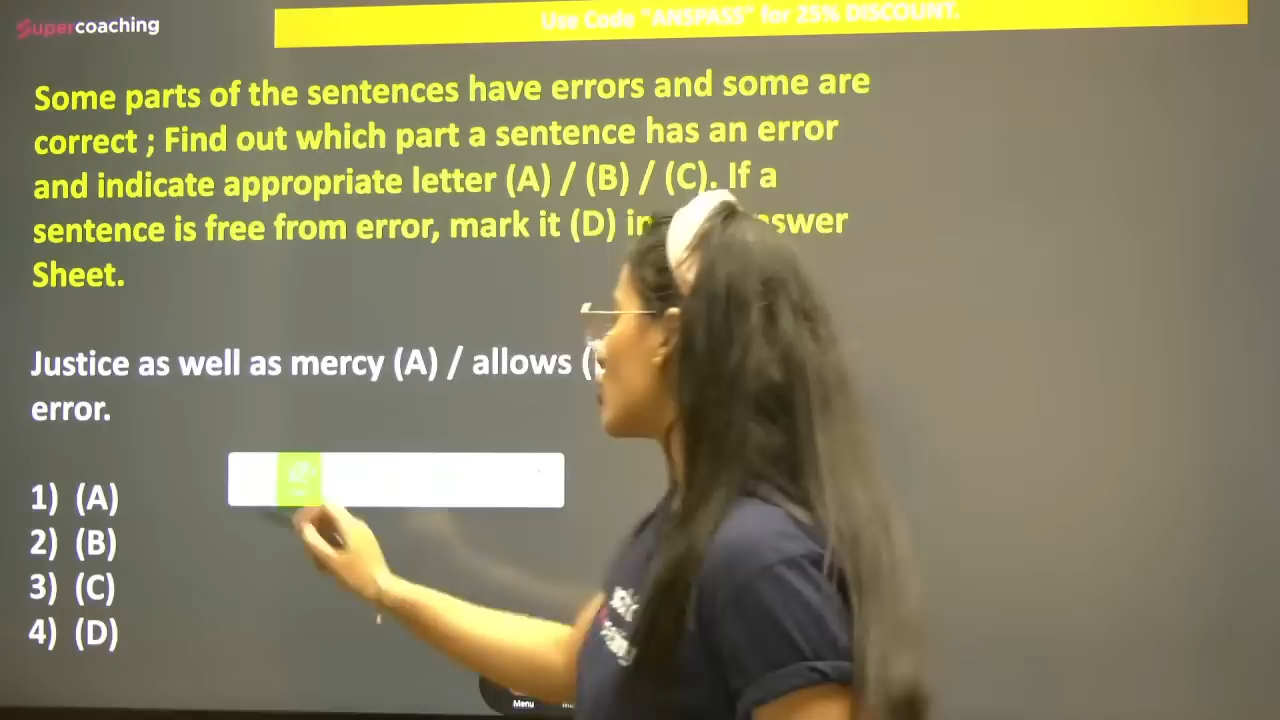 Supercoaching
Use Code "ANSPASS" for 25% DISCOUNT.
Some parts of the sentences have errors and some are
correct ; Find out which part a sentence has an error
and indicate appropriate letter (A) / (B) / (C). If a
sentence is free from error, mark it (D) in
Sheet.
Justice as well as mercy (A) / allows (
error.
1) (A)
2) (B)
3) (C)
4) (D)
Menu